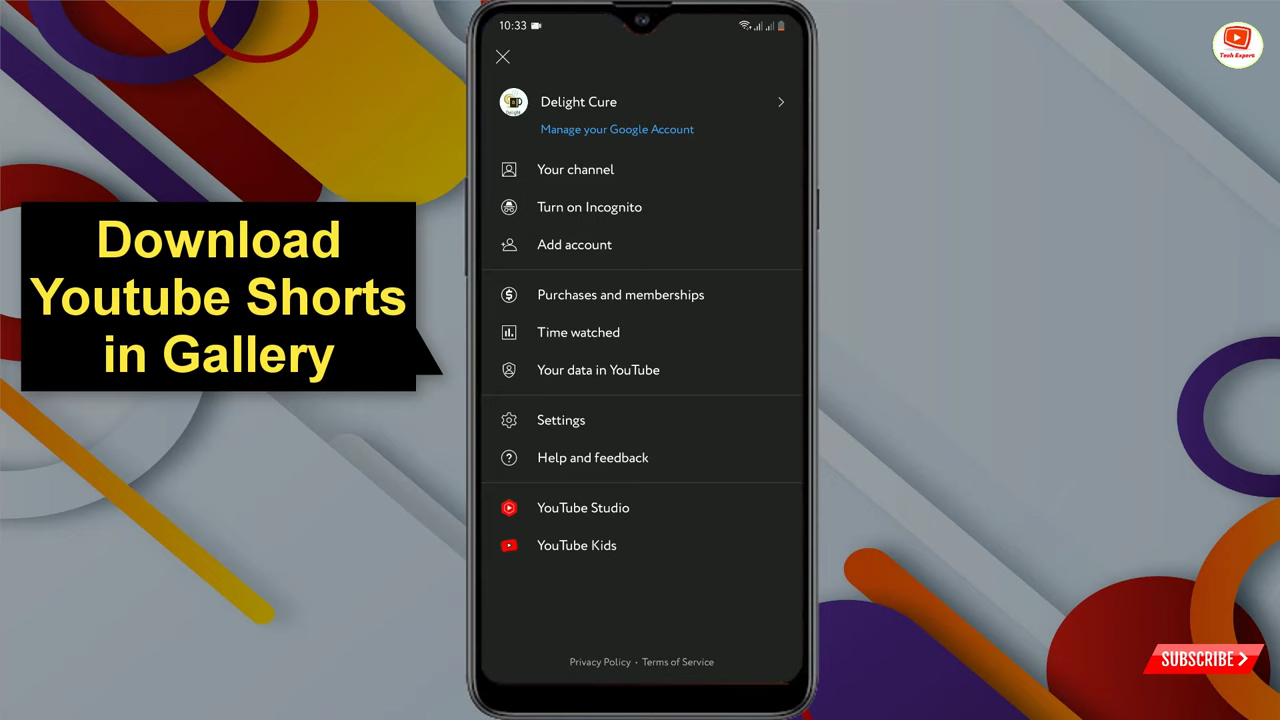 Download
Youtube Shorts
in Gallery
10:33
Delight Cure
Manage your Google Account
Your channel
Turn on Incognito
Add account
Purchases and memberships
Time watched
Your data in YouTube
Settings
Help and feedback
YouTube Studio
YouTube Kids
Privacy Policy • Terms of Service
Tech Expers
SUBSCRIBE